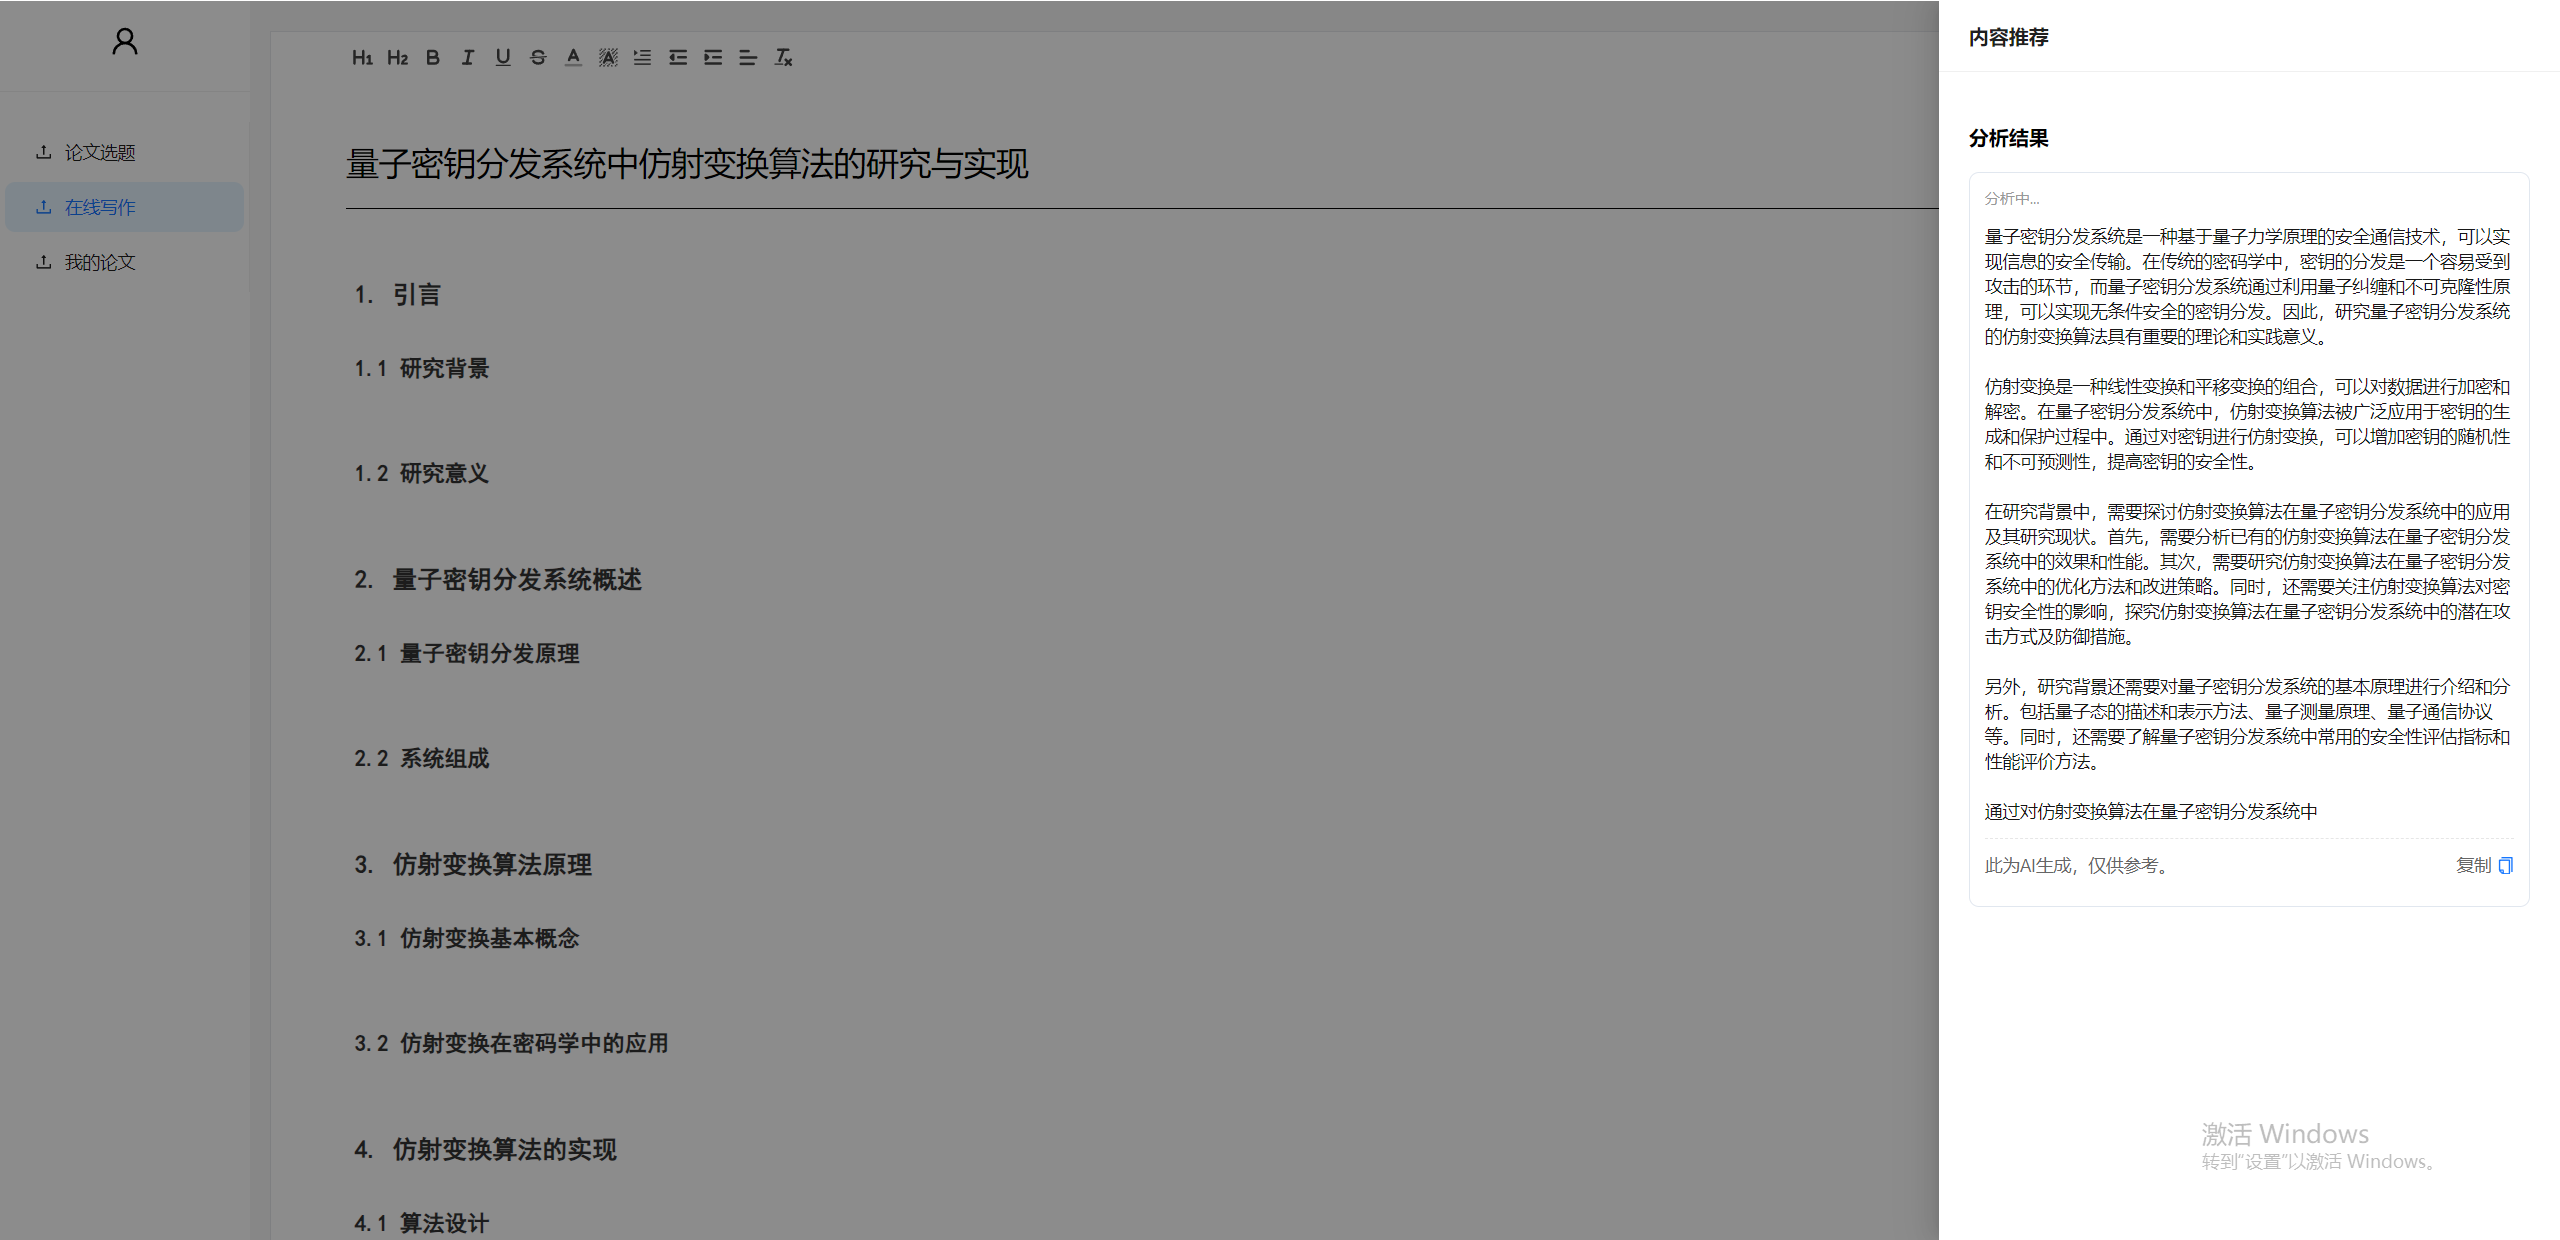 论文选题
在线写作
我的论文
H1 H2 B I U S A A
量子密钥分发系统中仿射变换算法的研究与实现
1. 引言
1.1 研究背景
1.2 研究意义
2. 量子密钥分发系统概述
2.1 量子密钥分发原理
2.2 系统组成
3. 仿射变换算法原理
3.1 仿射变换基本概念
3.2 仿射变换在密码学中的应用
4. 仿射变换算法的实现
4.1 算法设计
内容推荐
分析结果
分析中...
量子密钥分发系统是一种基于量子力学原理的安全通信技术，可以实
现信息的安全传输。在传统的密码学中，密钥的分发是一个容易受到
攻击的环节，而量子密钥分发系统通过利用量子纠缠和不可克隆性原
理，可以实现无条件安全的密钥分发。因此，研究量子密钥分发系统
的仿射变换算法具有重要的理论和实践意义。
仿射变换是一种线性变换和平移变换的组合，可以对数据进行加密和
解密。在量子密钥分发系统中，仿射变换算法被广泛应用于密钥的生
成和保护过程中。通过对密钥进行仿射变换，可以增加密钥的随机性
和不可预测性，提高密钥的安全性。
在研究背景中，需要探讨仿射变换算法在量子密钥分发系统中的应用
及其研究现状。首先，需要分析已有的仿射变换算法在量子密钥分发
系统中的效果和性能。其次，需要研究仿射变换算法在量子密钥分发
系统中的优化方法和改进策略。同时，还需要关注仿射变换算法对密
钥安全性的影响，探究仿射变换算法在量子密钥分发系统中的潜在攻
击方式及防御措施。
另外，研究背景还需要对量子密钥分发系统的基本原理进行介绍和分
析。包括量子态的描述和表示方法、量子测量原理、量子通信协议
等。同时，还需要了解量子密钥分发系统中常用的安全性评估指标和
性能评价方法。
通过对仿射变换算法在量子密钥分发系统中
此为AI生成，仅供参考。
复制
激活 Windows
转到“设置”以激活 Windows。